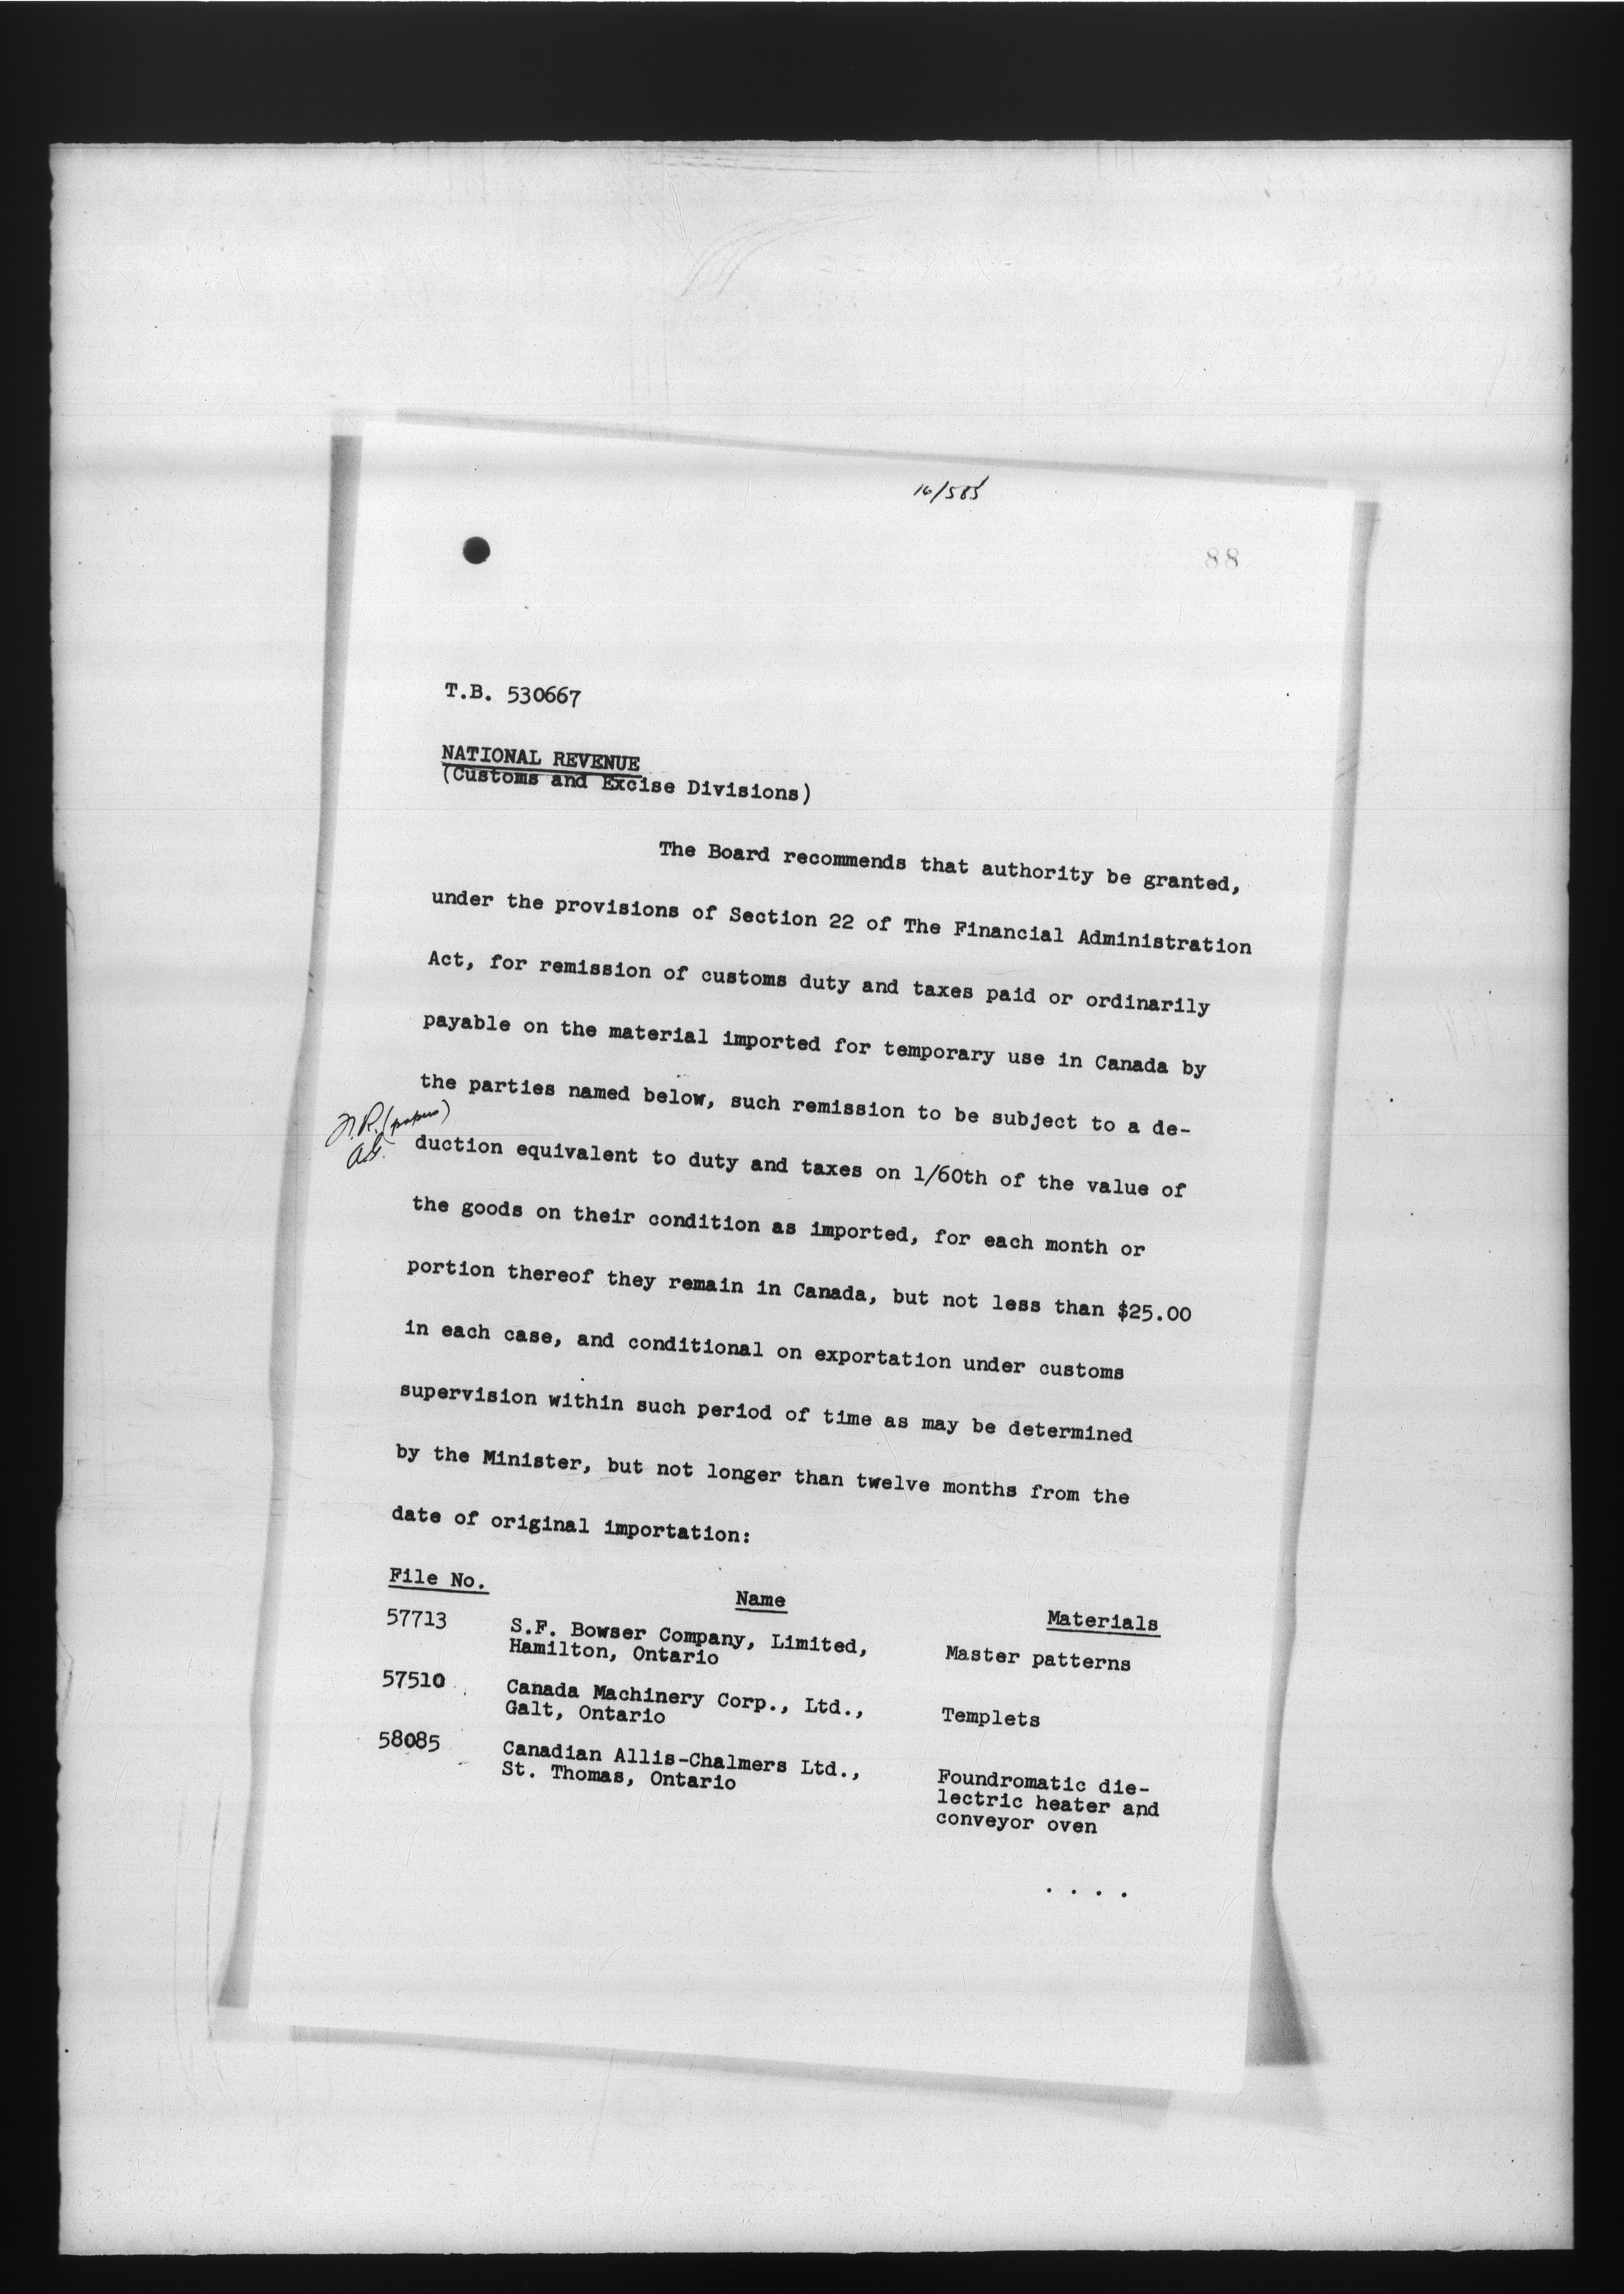 88
T.B. 530667
NATIONAL REVENUE
(Customs and Excise Divisions)
The Board recommends that authority be granted,
under the provisions of Section 22 of The Financial Administration
Act, for remission of customs duty and taxes paid or ordinarily
payable on the material imported for temporary use in Canada by
the parties named below, such remission to be subject to a de-
N.R. (papers)
duction equivalent to duty and taxes on 1/60th of the value of
the goods on their condition as imported, for each month or
portion thereof they remain in Canada, but not less than $25.00
in each case, and conditional on exportation under customs
supervision within such period of time as may be determined
by the Minister, but not longer than twelve months from the
date of original importation:
File No. Name Materials
57713 S.F. Bowser Company, Limited, Master patterns
Hamilton, Ontario
57510 Canada Machinery Corp., Ltd., Templets
Galt, Ontario
58085 Canadian Allis-Chalmers Ltd., Foundromatic die-
St. Thomas, Ontario lectric heater and
conveyor oven
. . . .